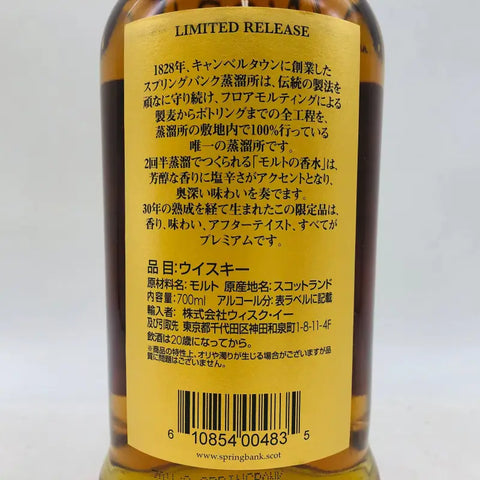 LIMITED RELEASE
1828年、キャンベルタウンに創業した
スプリングバンク蒸溜所は、伝統の製法を
頑なに守り続け、フロアモルティングによる
製麦からボトリングまでの全工程を、
蒸溜所の敷地内で100%行っている
唯一の蒸溜所です。
2回半蒸溜でつくられる「モルトの香水」は、
芳醇な香りに塩辛さがアクセントとなり、
奥深い味わいを奏でます。
30年の熟成を経て生まれたこの限定品は、
香り、味わい、アフターテイスト、すべてが
プレミアムです。
品 目：ウイスキー
原材料名：モルト 原産地名：スコットランド
内容量：700ml アルコール分：表ラベルに記載
輸入者：株式会社ウィスク・イー
及び引取先 東京都千代田区神田和泉町1-8-11-4F
飲酒は20歳になってから。
※商品の特性上、オリや濁りが生じる場合がございますが品
質に問題はございません。
6 10854 00483 5
www.springbank.scot